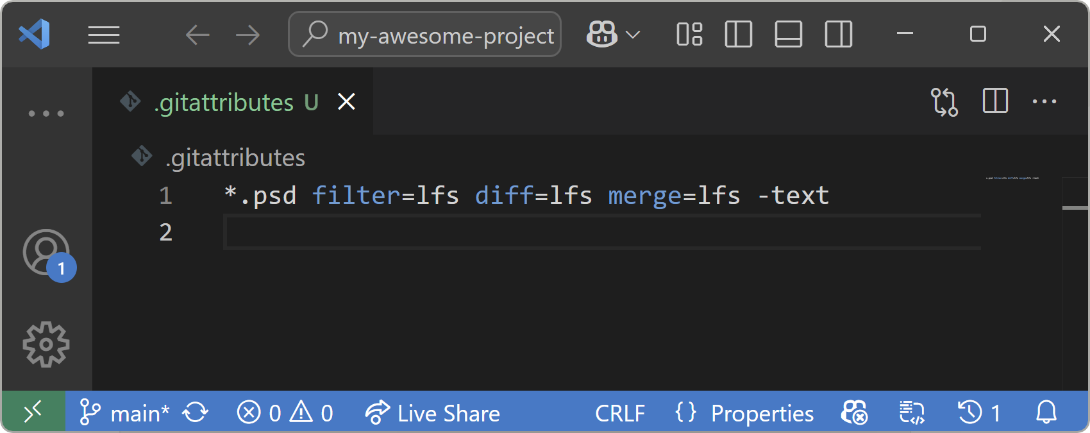 my-awesome-project
.gitattributes U
.gitattributes
1 *.psd filter=lfs diff=lfs merge=lfs -text
2
1
main* 0 0 Live Share CRLF {} Properties 1